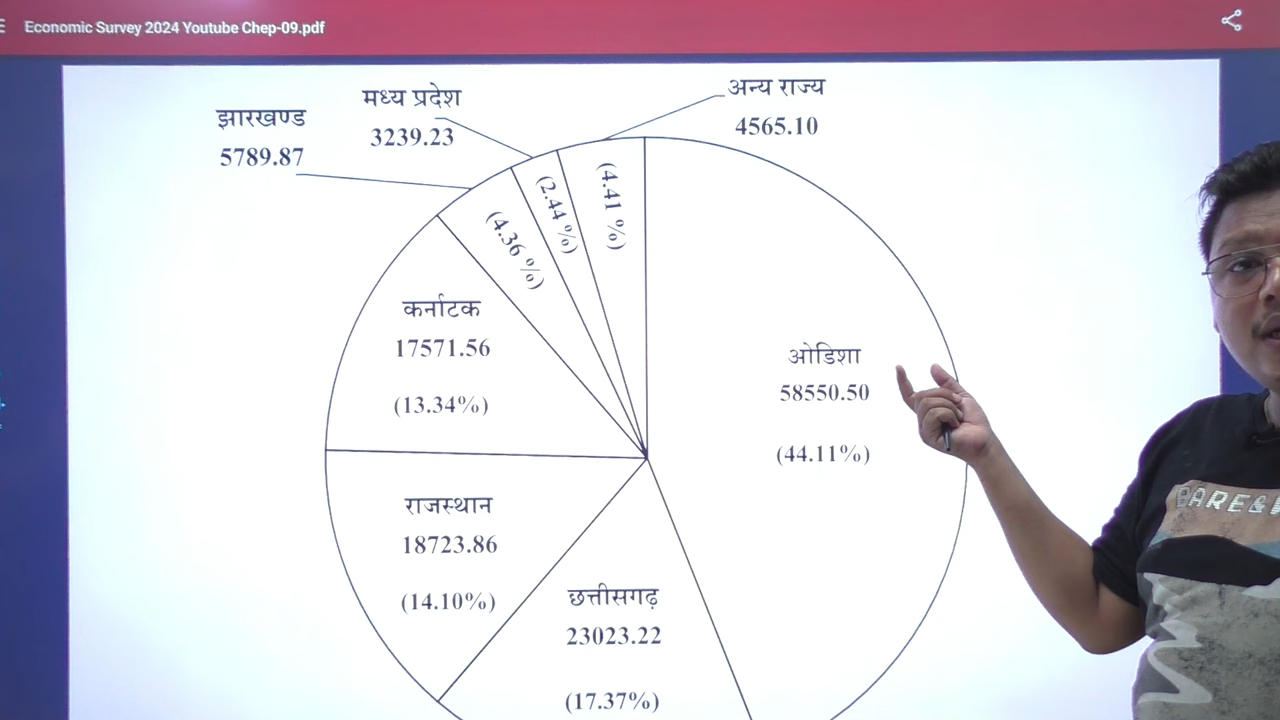 Economic Survey 2024 Youtube Chep-09.pdf
अन्य राज्य
4565.10
मध्य प्रदेश
3239.23
झारखण्ड
5789.87
(4.41 %)
(2.44 %)
(4.36 %)
कर्नाटक
17571.56
(13.34%)
ओडिशा
58550.50
(44.11%)
राजस्थान
18723.86
(14.10%)
छत्तीसगढ़
23023.22
(17.37%)